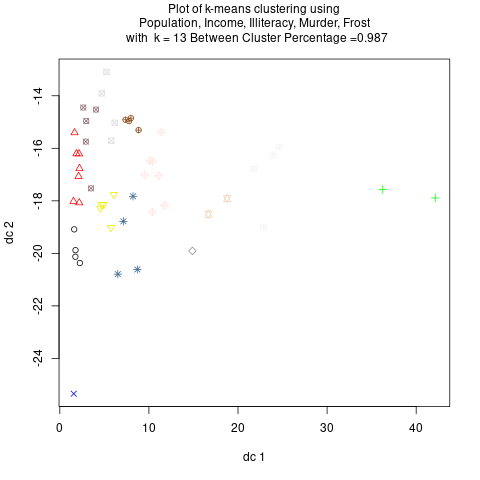 Plot of k-means clustering using
Population, Income, Illiteracy, Murder, Frost
with k = 13 Between Cluster Percentage =0.987
-14
-16
-18
-20
-22
-24
dc 2
0
10
20
30
40
dc 1